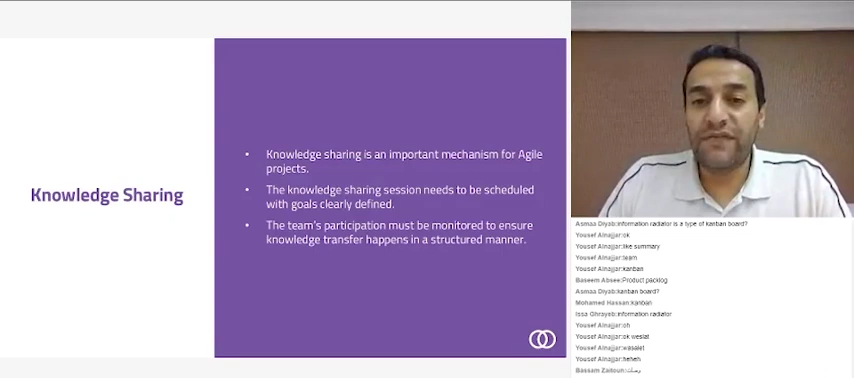 Knowledge Sharing
• Knowledge sharing is an important mechanism for Agile
projects.
• The knowledge sharing session needs to be scheduled
with goals clearly defined.
• The team's participation must be monitored to ensure
knowledge transfer happens in a structured manner.
Asmaa Diyab:information radiator is a type of kanban board?
Yousef Alnajjar:ok
Yousef Alnajjar:like summary
Yousef Alnajjar:team
Yousef Alnajjar:kanban
Baseem Absee:Product packlog
Asmaa Diyab:kanban board?
Mohamed Hassan:kanban
Issa Ghrayeb:nformation radiator
Yousef Alnajjar:oh
Yousef Alnajjar:ok weslat
Yousef Alnajjar:wasalet
Yousef Alnajjar:heheh
Bassam Zaitoun:وصلت